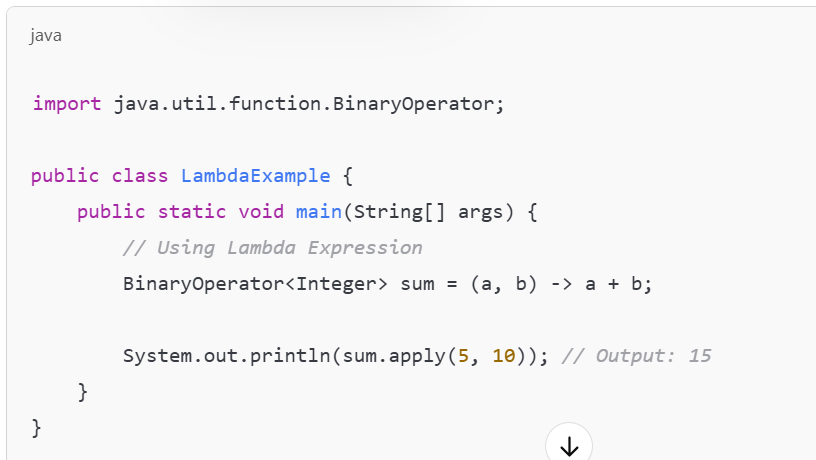 java
import java.util.function.BinaryOperator;
public class LambdaExample {
    public static void main(String[] args) {
        // Using Lambda Expression
        BinaryOperator<Integer> sum = (a, b) -> a + b;
        System.out.println(sum.apply(5, 10)); // Output: 15
    }
}